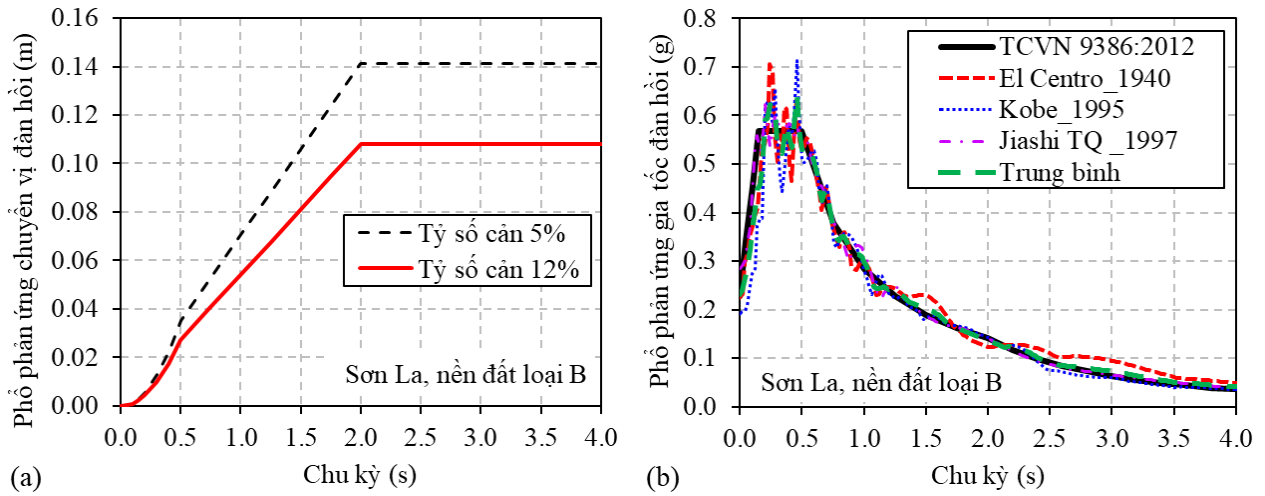 Phổ phản ứng chuyển vị đàn hồi (m)
0.16
0.14
0.12
0.10
0.08
0.06
0.04
0.02
0.00
Tỷ số cản 5%
Tỷ số cản 12%
Sơn La, nền đất loại B
0.0 0.5 1.0 1.5 2.0 2.5 3.0 3.5 4.0
(a)
Chu kỳ (s)
Phổ phản ứng gia tốc đàn hồi (g)
0.8
0.7
0.6
0.5
0.4
0.3
0.2
0.1
0.0
TCVN 9386:2012
El Centro_1940
Kobe_1995
Jiashi TQ _1997
Trung bình
Sơn La, nền đất loại B
0.0 0.5 1.0 1.5 2.0 2.5 3.0 3.5 4.0
(b)
Chu kỳ (s)